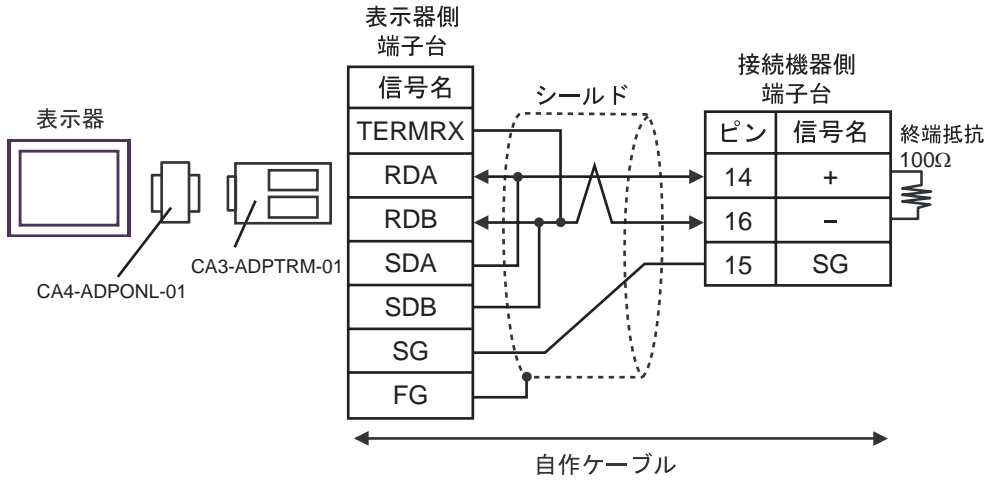 表示器
CA4-ADPONL-01
CA3-ADPTRM-01
表示器側
端子台
信号名
TERMRX
RDA
RDB
SDA
SDB
SG
FG
シールド
接続機器側
端子台
ピン 信号名
14 +
16 −
15 SG
終端抵抗
100Ω
自作ケーブル